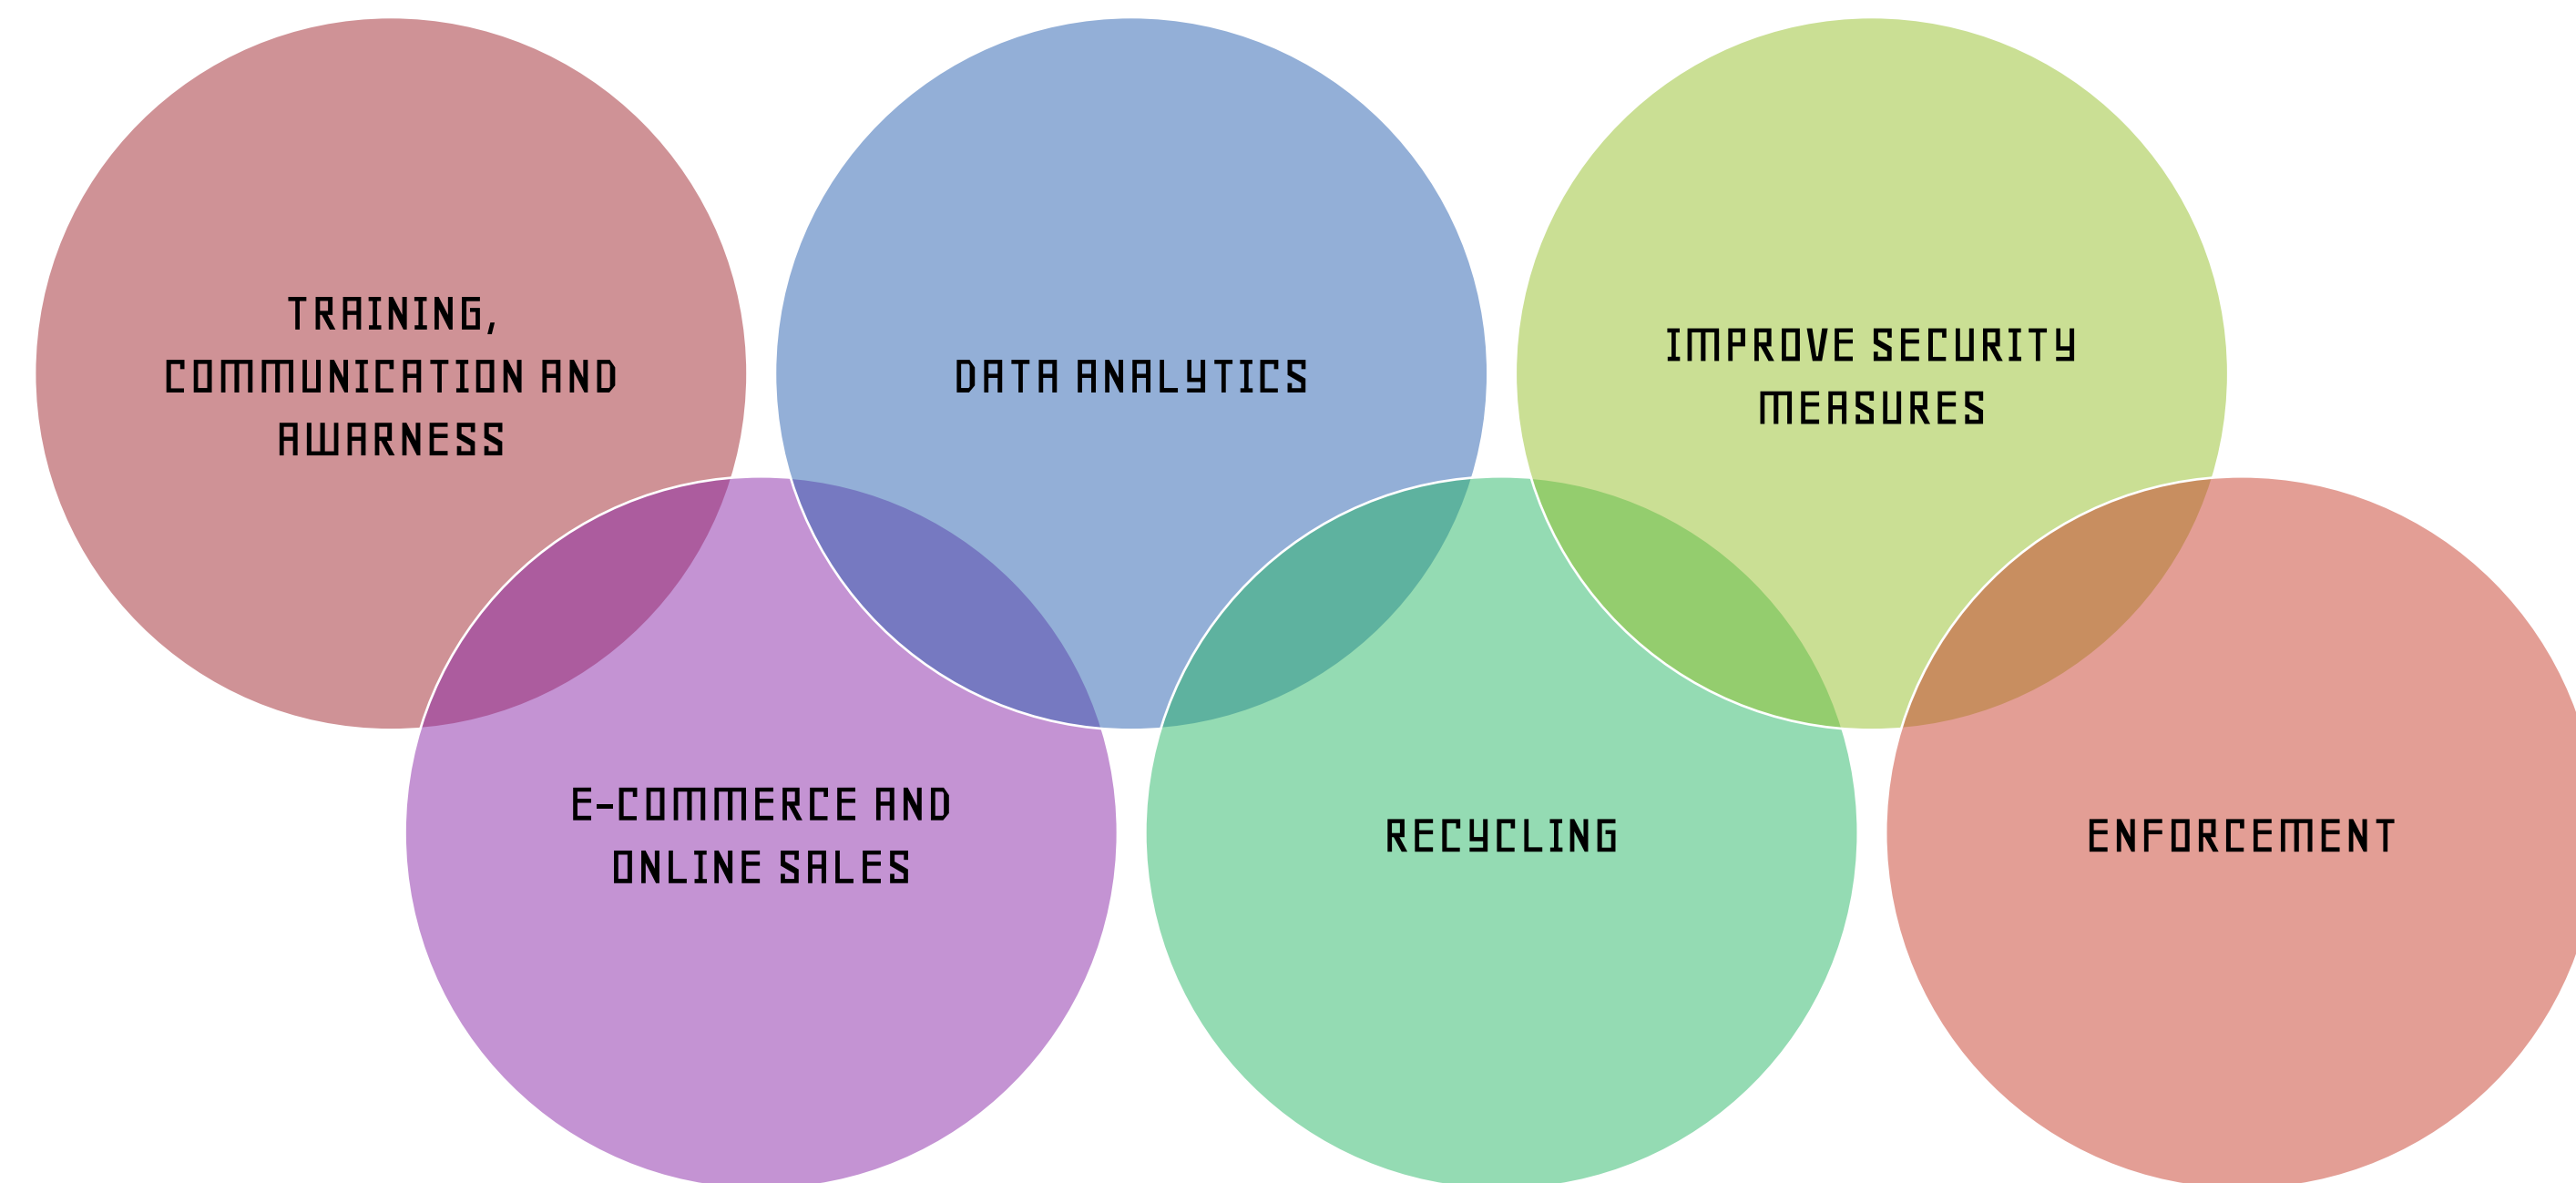 TRAINING,
COMMUNICATION AND
AWARNESS
DATA ANALYTICS
IMPROVE SECURITY
MEASURES
E-COMMERCE AND
ONLINE SALES
RECYCLING
ENFORCEMENT